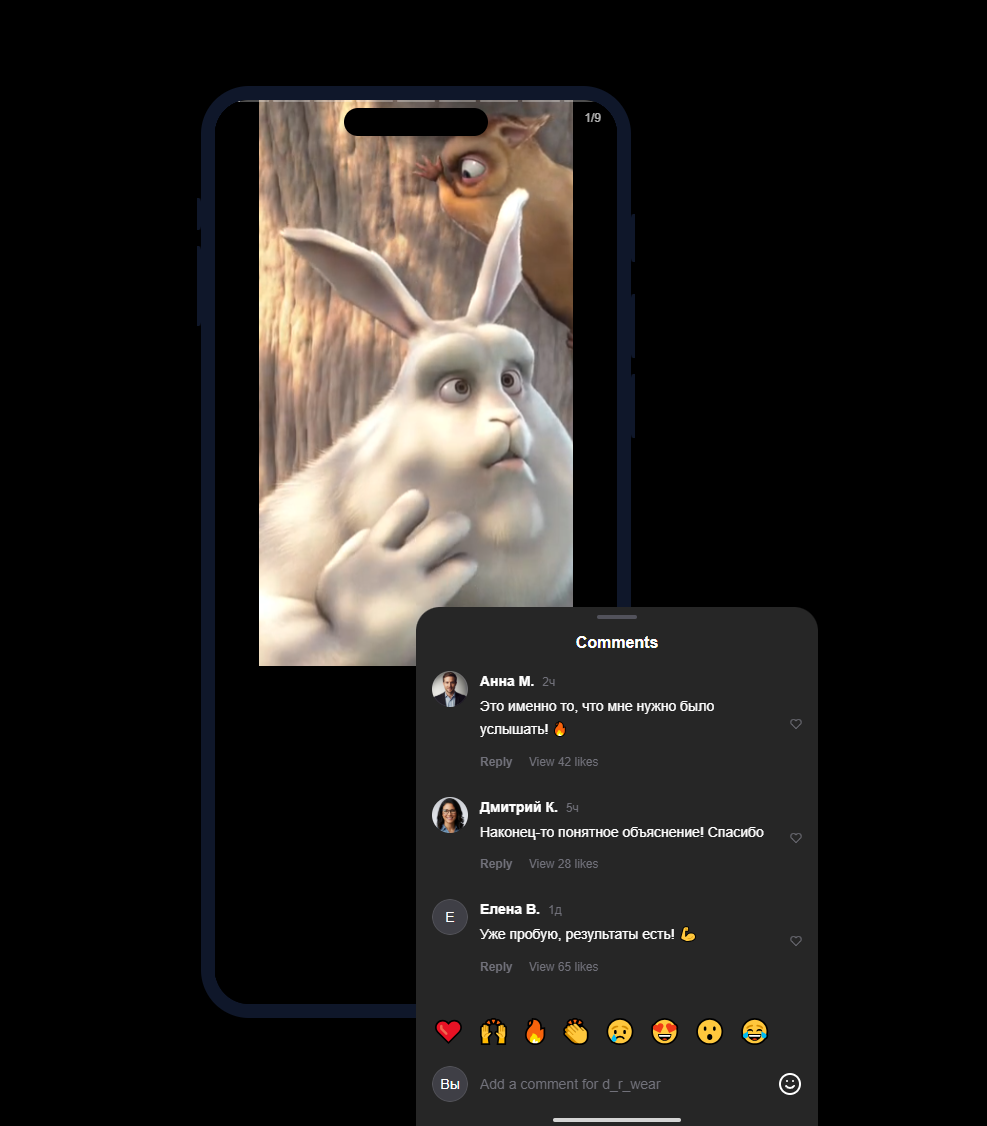 1/9
Comments
Анна М. 2ч
Это именно то, что мне нужно было
услышать! 🔥
Reply View 42 likes
Дмитрий К. 5ч
Наконец-то понятное объяснение! Спасибо
Reply View 28 likes
Е
Елена В. 1д
Уже пробую, результаты есть! 💪
Reply View 65 likes
❤️ 🙌 🔥 👏 😢 😍 😮 😂
Вы Add a comment for d_r_wear